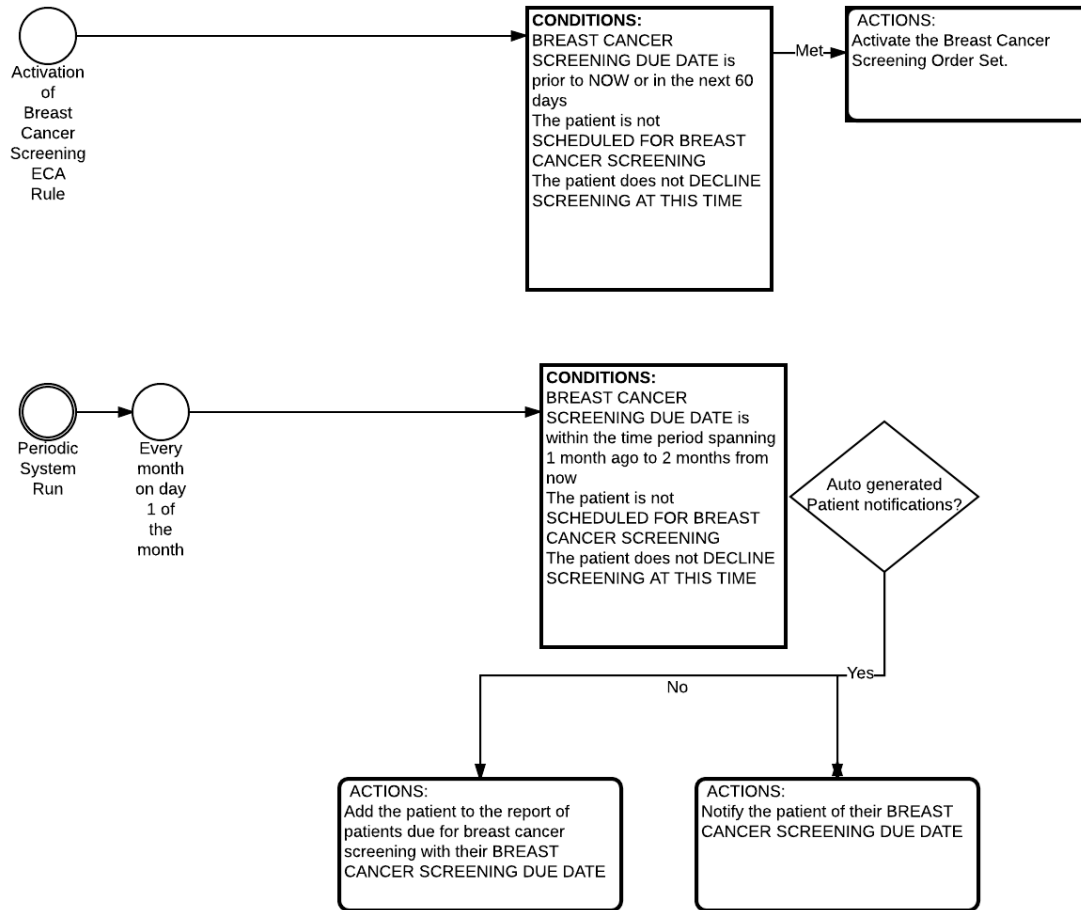 Activation
of
Breast
Cancer
Screening
ECA
Rule
CONDITIONS:
BREAST CANCER
SCREENING DUE DATE is
prior to NOW or in the next 60
days
The patient is not
SCHEDULED FOR BREAST
CANCER SCREENING
The patient does not DECLINE
SCREENING AT THIS TIME
Met
ACTIONS:
Activate the Breast Cancer
Screening Order Set.
Periodic
System
Run
Every
month
on day
1 of
the
month
CONDITIONS:
BREAST CANCER
SCREENING DUE DATE is
within the time period spanning
1 month ago to 2 months from
now
The patient is not
SCHEDULED FOR BREAST
CANCER SCREENING
The patient does not DECLINE
SCREENING AT THIS TIME
Auto generated
Patient notifications?
No
Yes
ACTIONS:
Add the patient to the report of
patients due for breast cancer
screening with their BREAST
CANCER SCREENING DUE DATE
ACTIONS:
Notify the patient of their BREAST
CANCER SCREENING DUE DATE